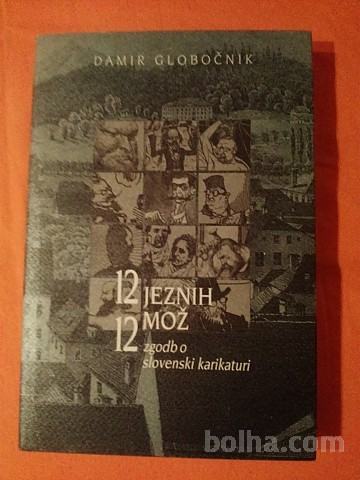 DAMIR GLOBOČNIK
12 JEZNIH
MOŽ
12 zgodb o
slovenski karikaturi
bolha.com